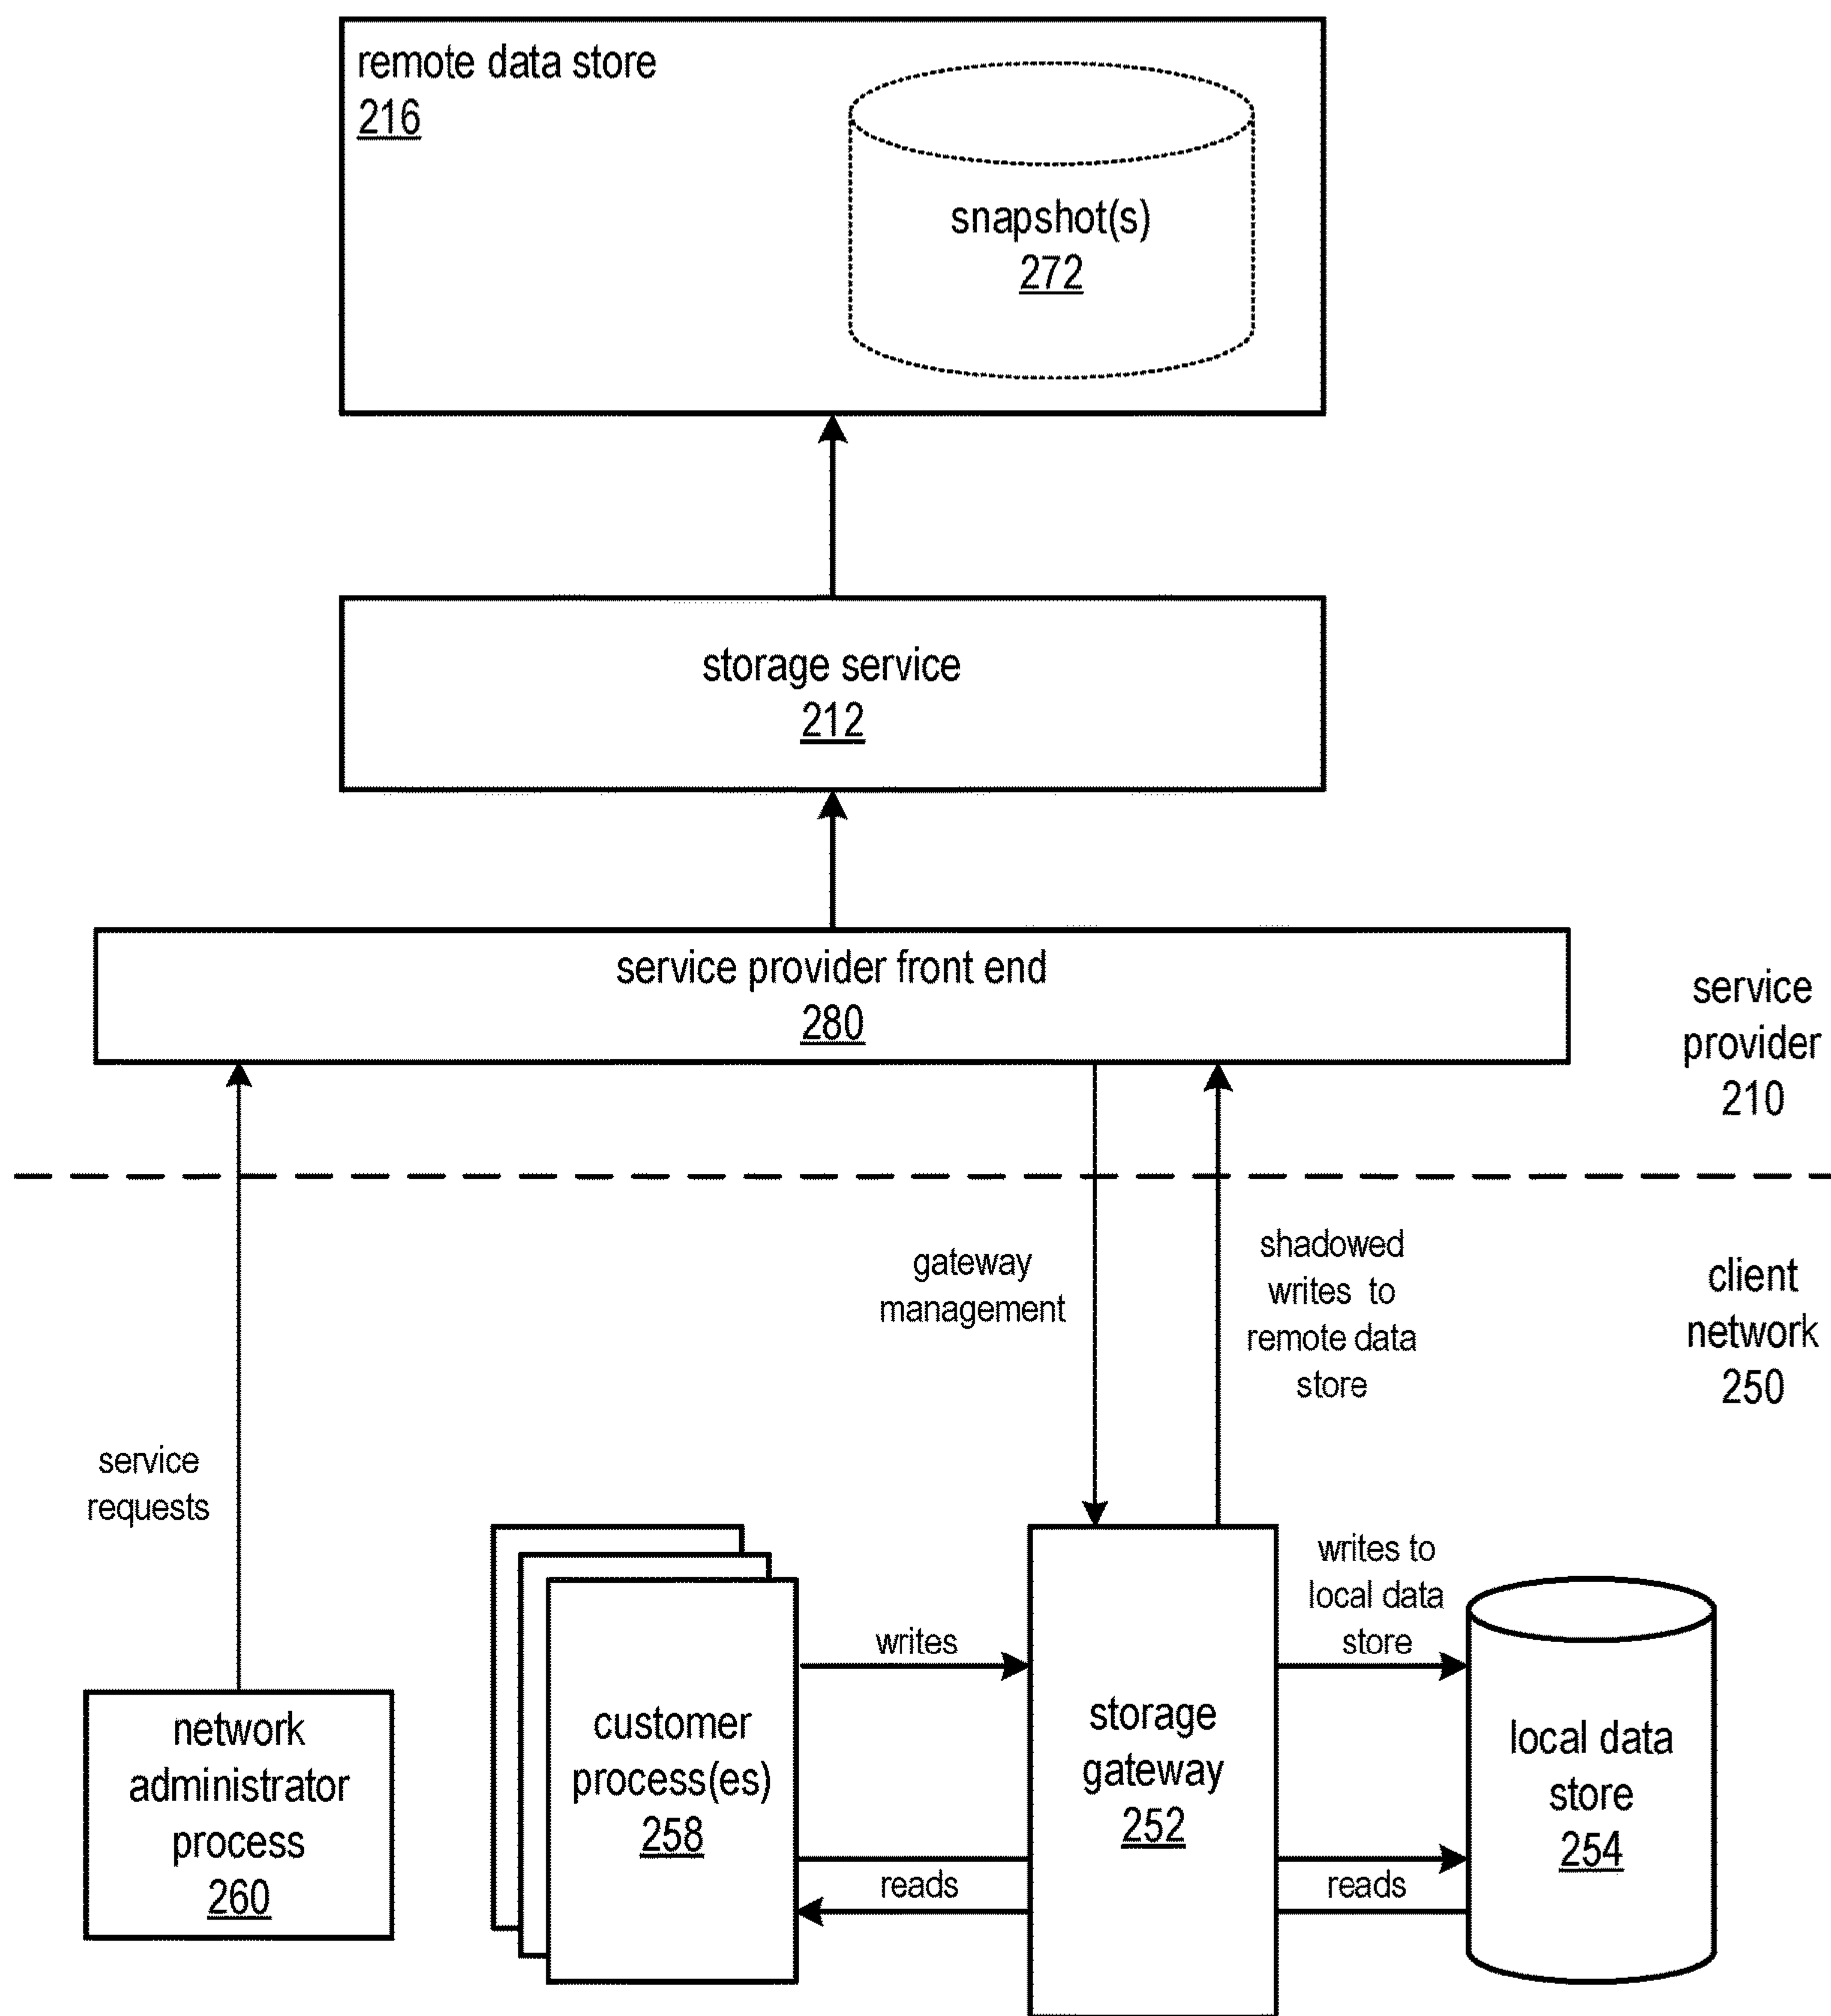 remote data store
216
snapshot(s)
272
storage service
212
service provider front end
280
service
provider
210
gateway
management
shadowed
writes to
remote data
store
client
network
250
service
requests
writes to
local data
store
writes
network
administrator
process
260
customer
process(es)
258
storage
gateway
252
local data
store
254
reads
reads